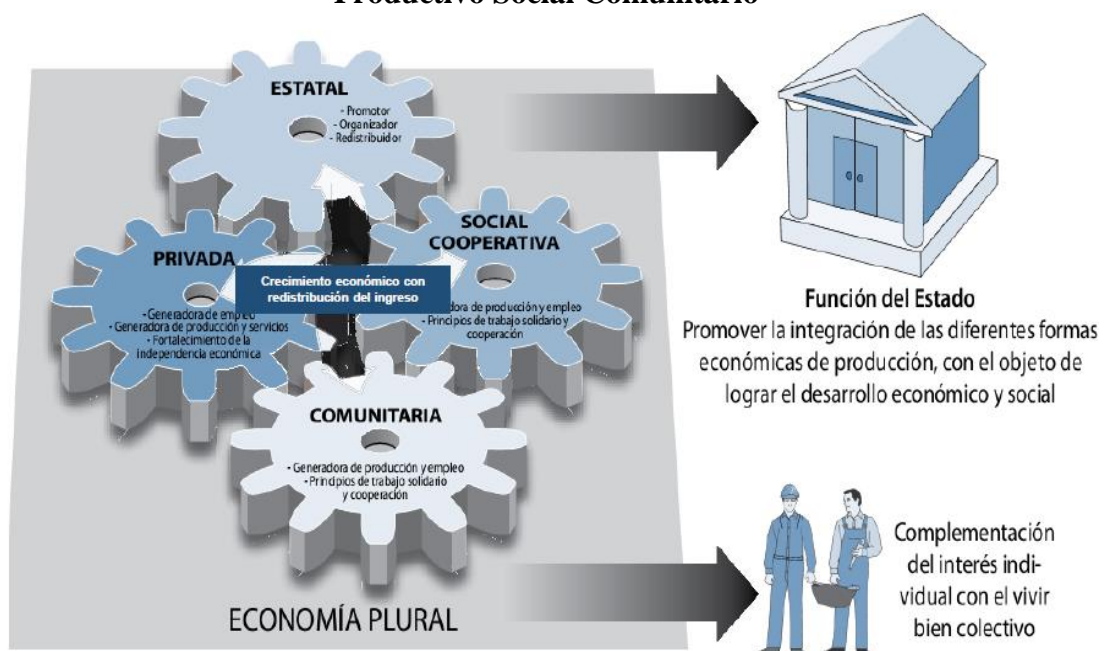 Productivo Social Comunitario
ESTATAL
- Promotor
- Organizador
- Redistribuidor
PRIVADA
- Generadora de empleo
- Generadora de producción y servicios
- Fortalecimiento de la
independencia económica
SOCIAL
COOPERATIVA
de producción y empleo
- Principios de trabajo solidario y
cooperación
Crecimiento económico con
redistribución del ingreso
COMUNITARIA
- Generadora de producción y empleo
- Principios de trabajo solidario
y cooperación
ECONOMÍA PLURAL
Función del Estado
Promover la integración de las diferentes formas
económicas de producción, con el objeto de
lograr el desarrollo económico y social
Complementación
del interés indi-
vidual con el vivir
bien colectivo